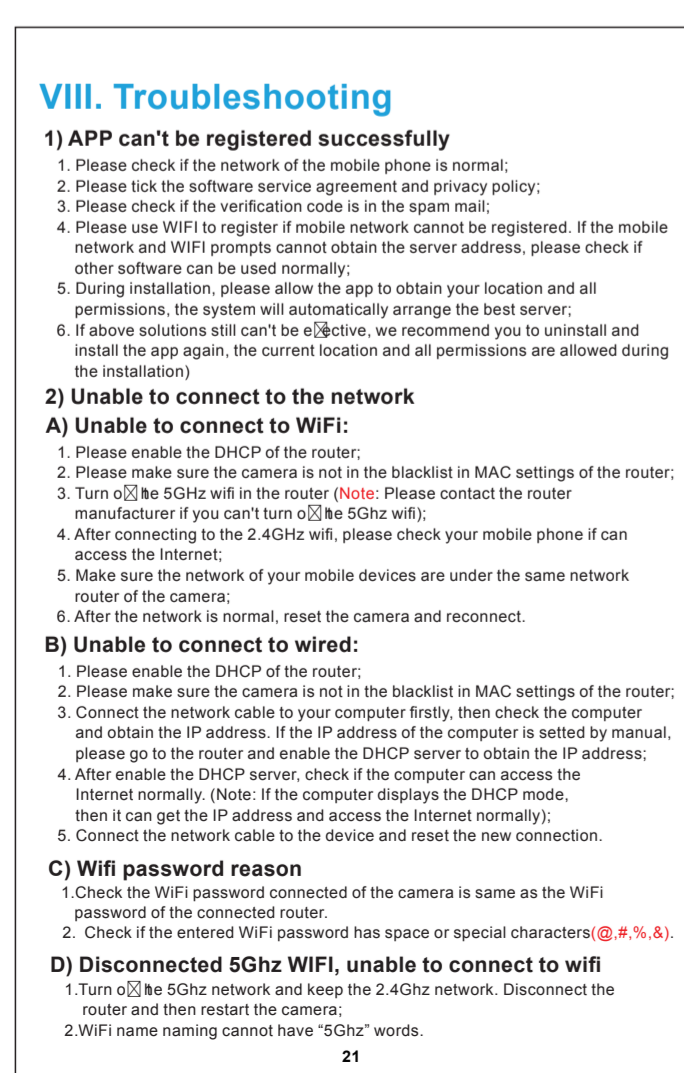 VIII. Troubleshooting
1) APP can't be registered successfully
1. Please check if the network of the mobile phone is normal;
2. Please tick the software service agreement and privacy policy;
3. Please check if the verification code is in the spam mail;
4. Please use WIFI to register if mobile network cannot be registered. If the mobile
network and WIFI prompts cannot obtain the server address, please check if
other software can be used normally;
5. During installation, please allow the app to obtain your location and all
permissions, the system will automatically arrange the best server;
6. If above solutions still can't be we recommend you to uninstall and
install the app again, the current location and all permissions are allowed during
the installation)
2) Unable to connect to the network
A) Unable to connect to WiFi:
1. Please enable the DHCP of the router;
2. Please make sure the camera is not in the blacklist in MAC settings of the router;
3. Turn 5GHz wifi in the router (Note: Please contact the router
manufacturer if you can't turn 5Ghz wifi);
4. After connecting to the 2.4GHz wifi, please check your mobile phone if can
access the Internet;
5. Make sure the network of your mobile devices are under the same network
router of the camera;
6. After the network is normal, reset the camera and reconnect.
B) Unable to connect to wired:
1. Please enable the DHCP of the router;
2. Please make sure the camera is not in the blacklist in MAC settings of the router;
3. Connect the network cable to your computer firstly, then check the computer
and obtain the IP address. If the IP address of the computer is setted by manual,
please go to the router and enable the DHCP server to obtain the IP address;
4. After enable the DHCP server, check if the computer can access the
Internet normally. (Note: If the computer displays the DHCP mode,
then it can get the IP address and access the Internet normally);
5. Connect the network cable to the device and reset the new connection.
C) Wifi password reason
1.Check the WiFi password connected of the camera is same as the WiFi
password of the connected router.
2. Check if the entered WiFi password has space or special characters(@,#,%,&).
D) Disconnected 5Ghz WIFI, unable to connect to wifi
1.Turn 5Ghz network and keep the 2.4Ghz network. Disconnect the
router and then restart the camera;
2.WiFi name naming cannot have “5Ghz” words.
21